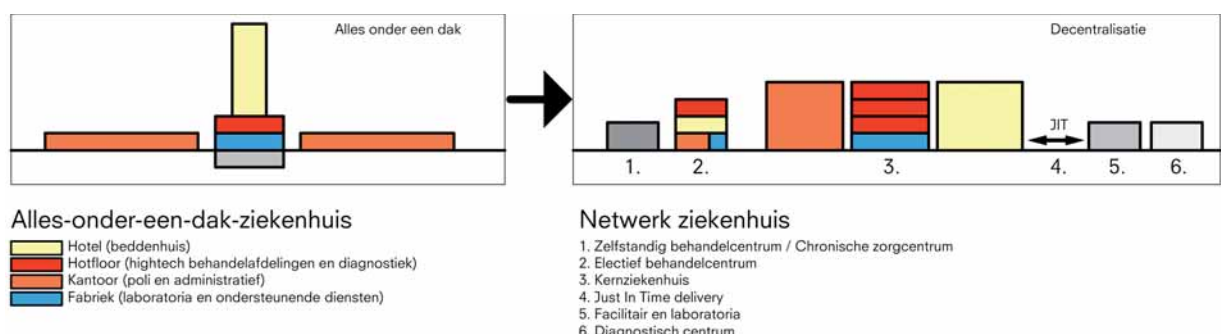 Alles onder een dak
Decentralisatie
JIT
1. 2. 3. 4. 5. 6.
Alles-onder-een-dak-ziekenhuis
Hotel (beddenhuis)
Hotfloor (hightech behandelafdelingen en diagnostiek)
Kantoor (poli en administratief)
Fabriek (laboratoria en ondersteunende diensten)
Netwerk ziekenhuis
1. Zelfstandig behandelcentrum / Chronische zorgcentrum
2. Electief behandelcentrum
3. Kernziekenhuis
4. Just In Time delivery
5. Facilitair en laboratoria
6. Diagnostisch centrum